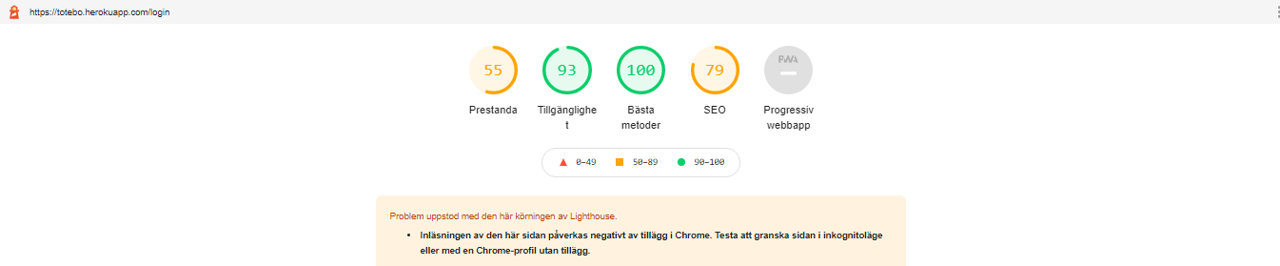 https://totebo.herokuapp.com/login
55
93
100
79
PWA
Prestanda
Tillgänglighe
t
Bästa
metoder
SEO
Progressiv
webbapp
0–49
50–89
90–100
Problem uppstod med den här körningen av Lighthouse.
• Inläsningen av den här sidan påverkas negativt av tillägg i Chrome. Testa att granska sidan i inkognitoläge
eller med en Chrome-profil utan tillägg.